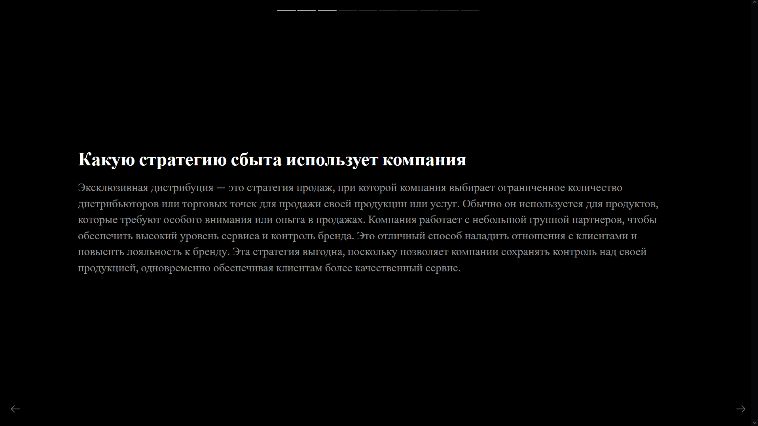 Какую стратегию сбыта использует компания
Эксклюзивная дистрибуция — это стратегия продаж, при которой компания выбирает ограниченное количество
дистрибьюторов или торговых точек для продажи своей продукции или услуг. Обычно он используется для продуктов,
которые требуют особого внимания или опыта в продажах. Компания работает с небольшой группой партнеров, чтобы
обеспечить высокий уровень сервиса и контроль бренда. Это отличный способ наладить отношения с клиентами и
повысить лояльность к бренду. Эта стратегия выгодна, поскольку позволяет компании сохранять контроль над своей
продукцией, одновременно обеспечивая клиентам более качественный сервис.